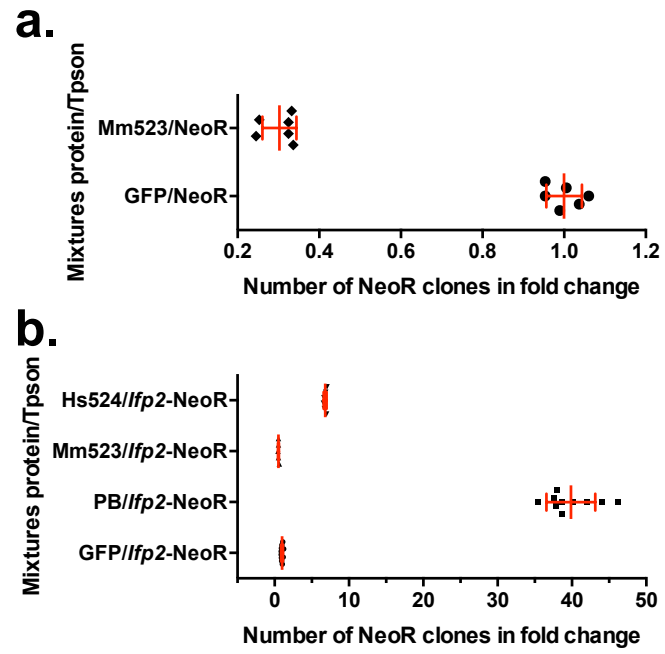 a.
Mixtures protein/Tpson
Mm523/NeoR
GFP/NeoR
0.2 0.4 0.6 0.8 1.0 1.2
Number of NeoR clones in fold change
b.
Mixtures protein/Tpson
Hs524/Ifp2-NeoR
Mm523/Ifp2-NeoR
PB/Ifp2-NeoR
GFP/Ifp2-NeoR
0 10 20 30 40 50
Number of NeoR clones in fold change